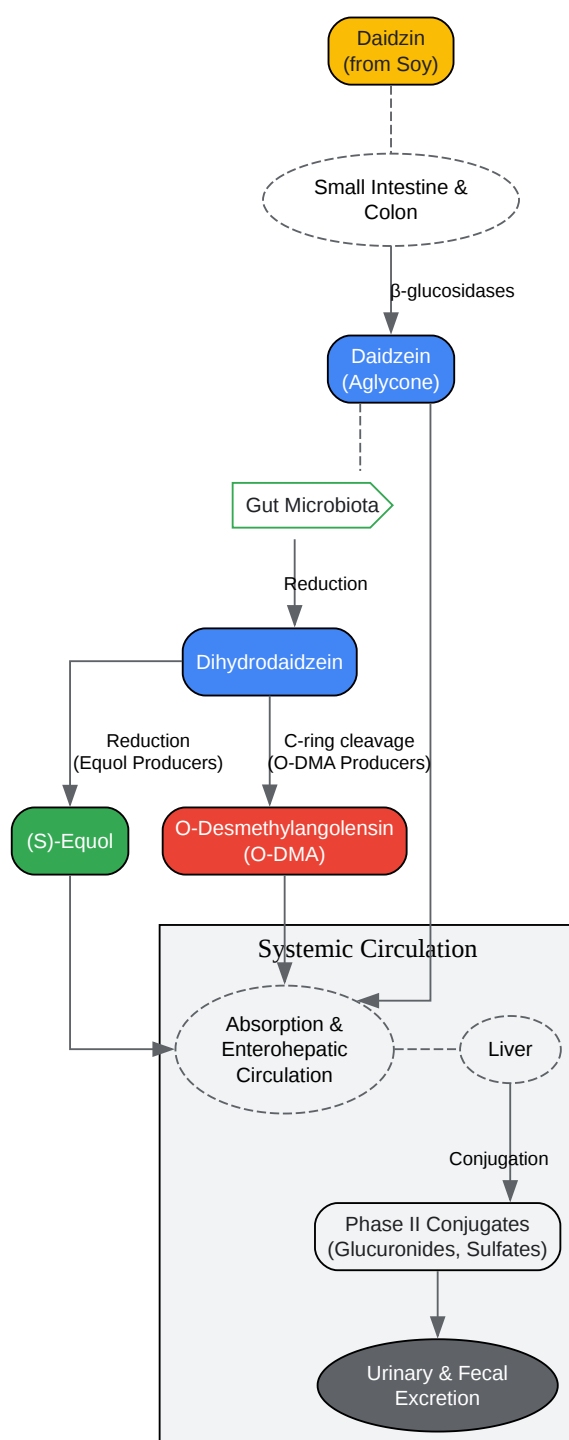 Daidzin
(from Soy)
Small Intestine &
Colon
β-glucosidases
Daidzein
(Aglycone)
Gut Microbiota
Reduction
Dihydrodaidzein
Reduction
(Equol Producers)
C-ring cleavage
(O-DMA Producers)
(S)-Equol
O-Desmethylangolensin
(O-DMA)
Systemic Circulation
Absorption &
Enterohepatic
Circulation
Liver
Conjugation
Phase II Conjugates
(Glucuronides, Sulfates)
Urinary & Fecal
Excretion